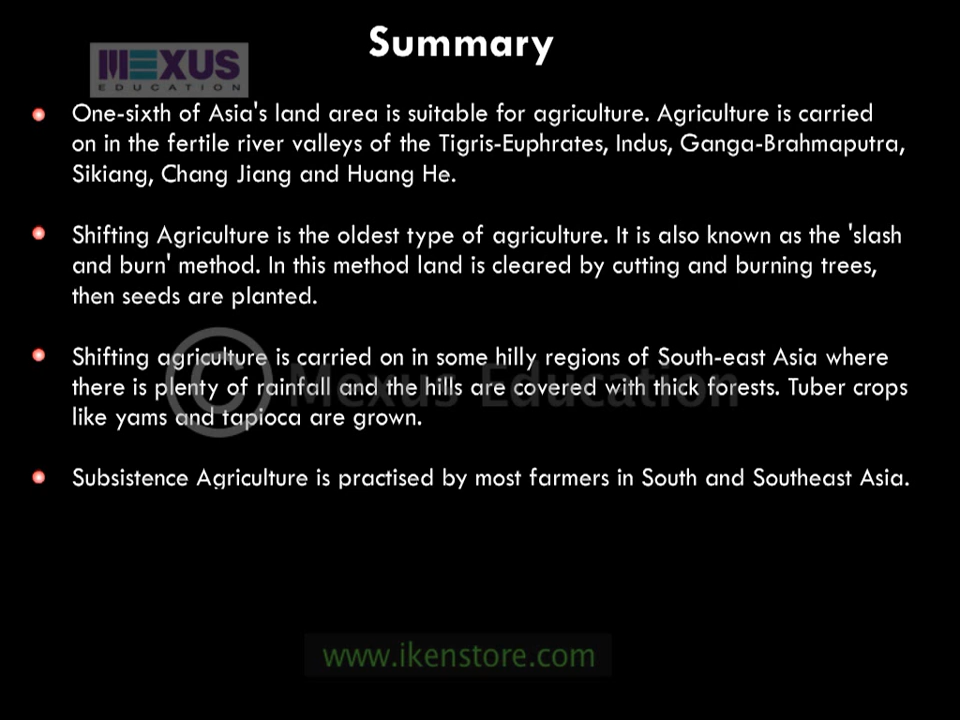 Summary
MEXUS
EDUCATION
One-sixth of Asia's land area is suitable for agriculture. Agriculture is carried
on in the fertile river valleys of the Tigris-Euphrates, Indus, Ganga-Brahmaputra,
Sikiang, Chang Jiang and Huang He.
Shifting Agriculture is the oldest type of agriculture. It is also known as the 'slash
and burn' method. In this method land is cleared by cutting and burning trees,
then seeds are planted.
Shifting agriculture is carried on in some hilly regions of South-east Asia where
there is plenty of rainfall and the hills are covered with thick forests. Tuber crops
like yams and tapioca are grown.
© Mexus Education
Subsistence Agriculture is practised by most farmers in South and Southeast Asia.
www.ikenstore.com